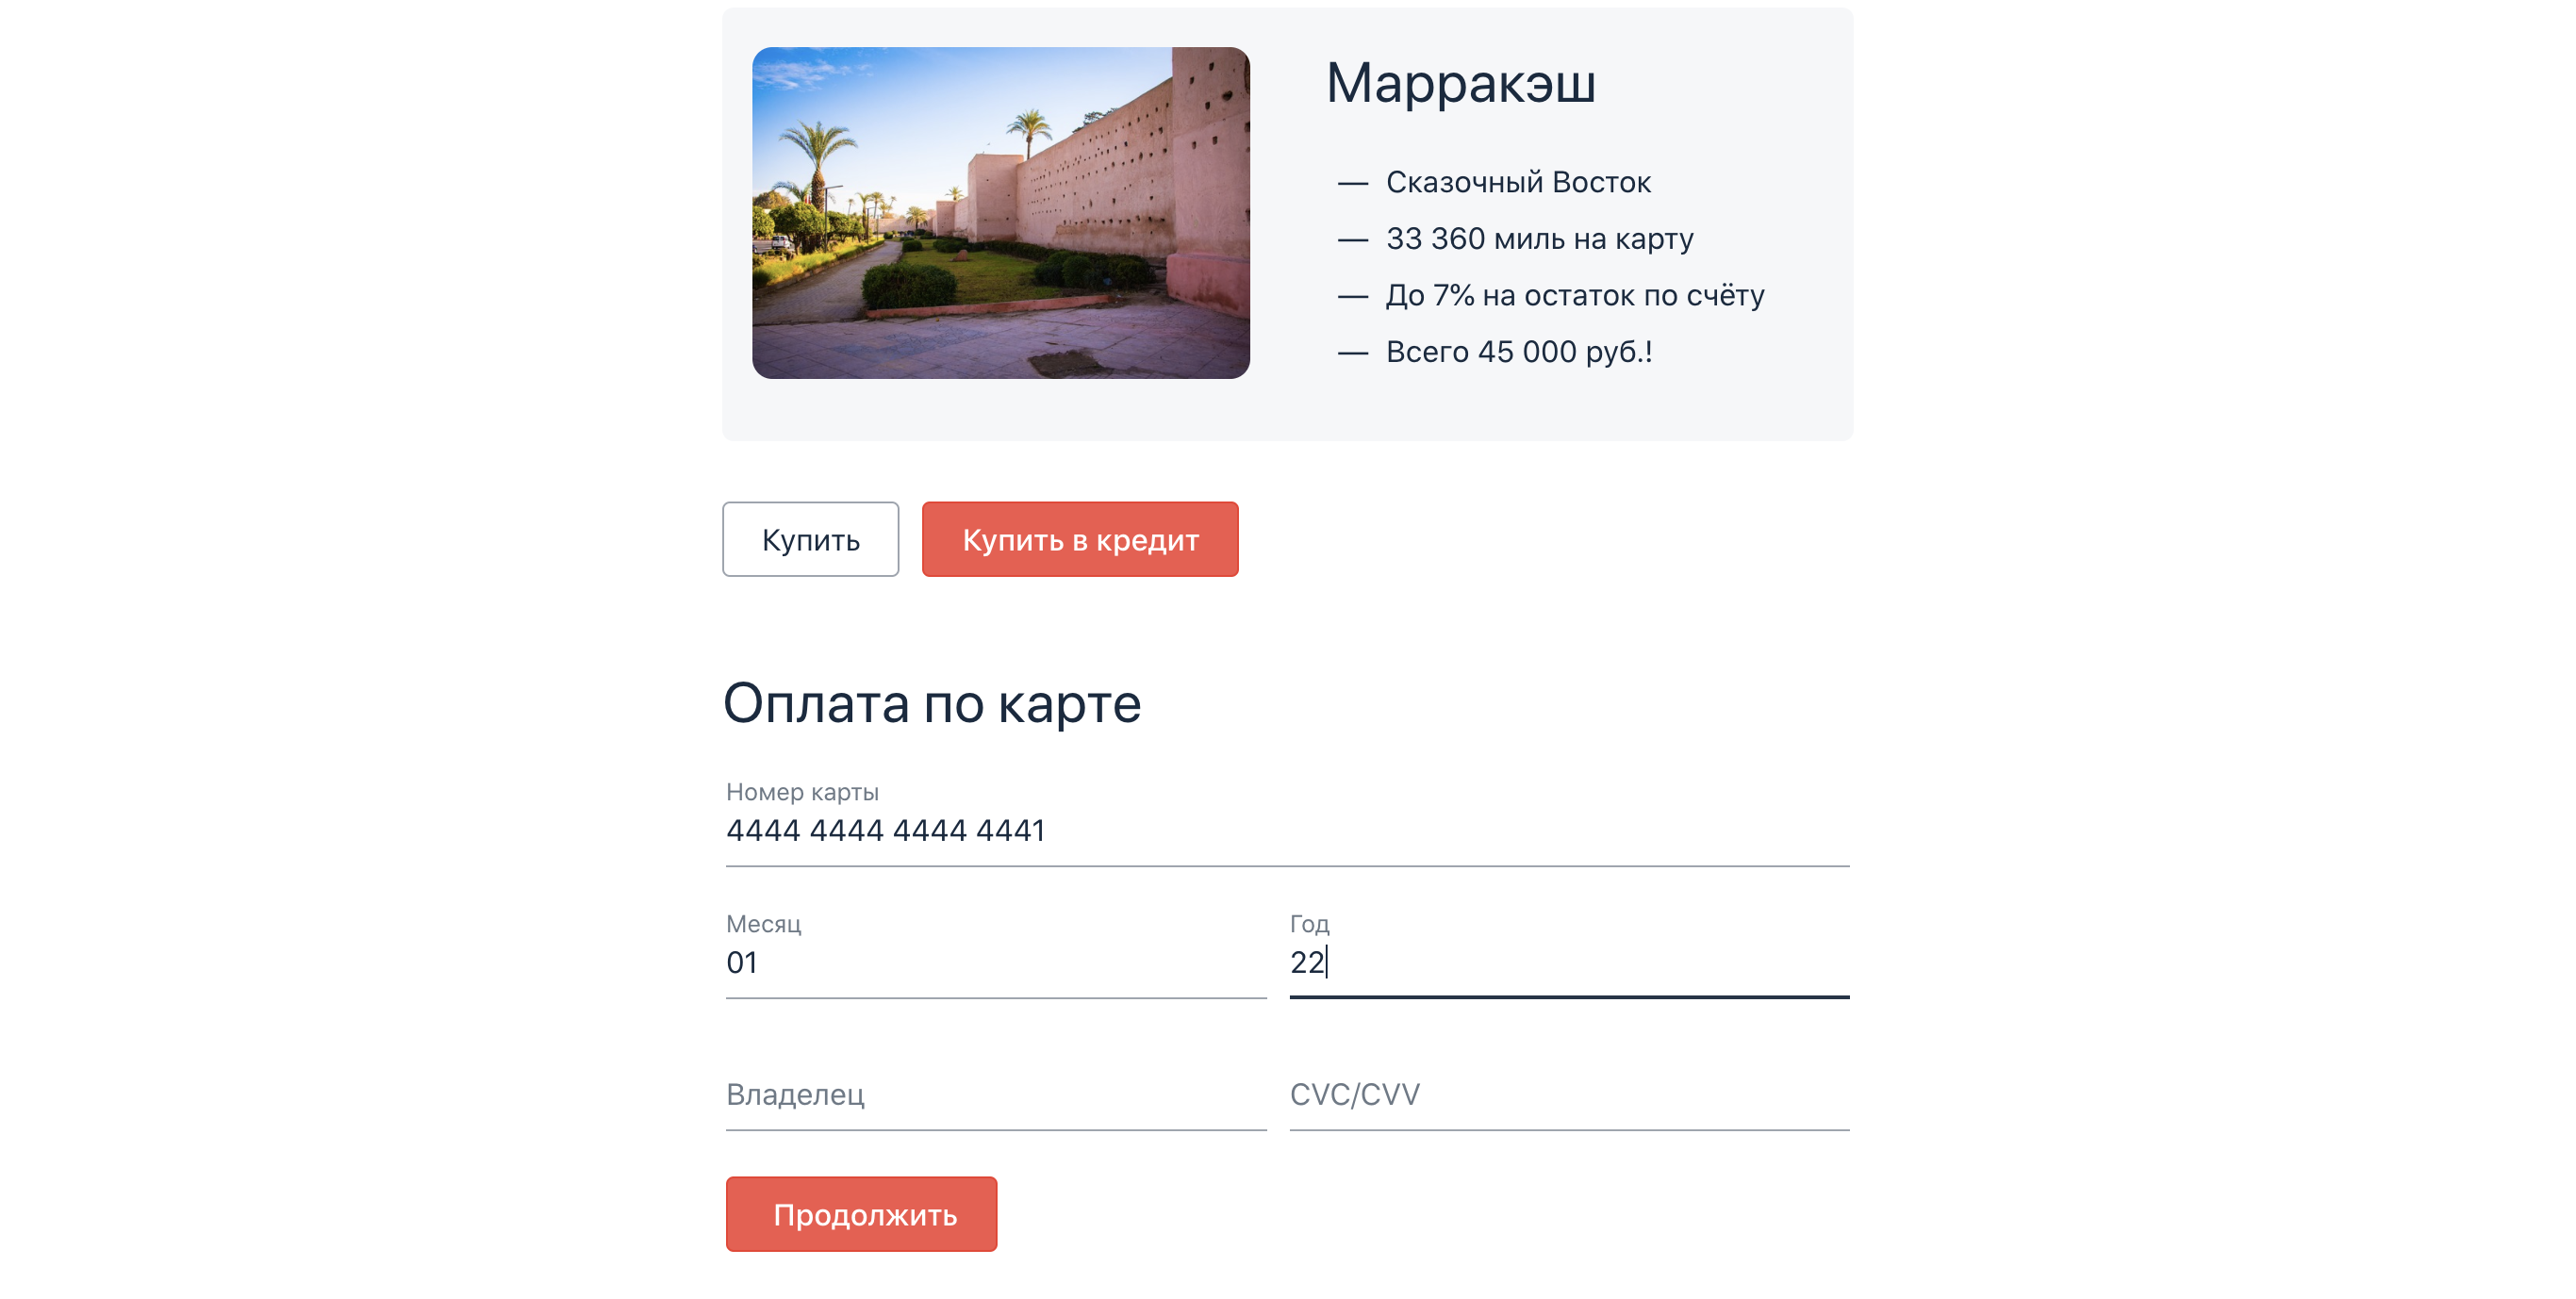 Марракэш
— Сказочный Восток
— 33 360 миль на карту
— До 7% на остаток по счёту
— Всего 45 000 руб.!
Купить
Купить в кредит
Оплата по карте
Номер карты
4444 4444 4444 4441
Месяц
Год
01
22
Владелец
CVC/CVV
Продолжить